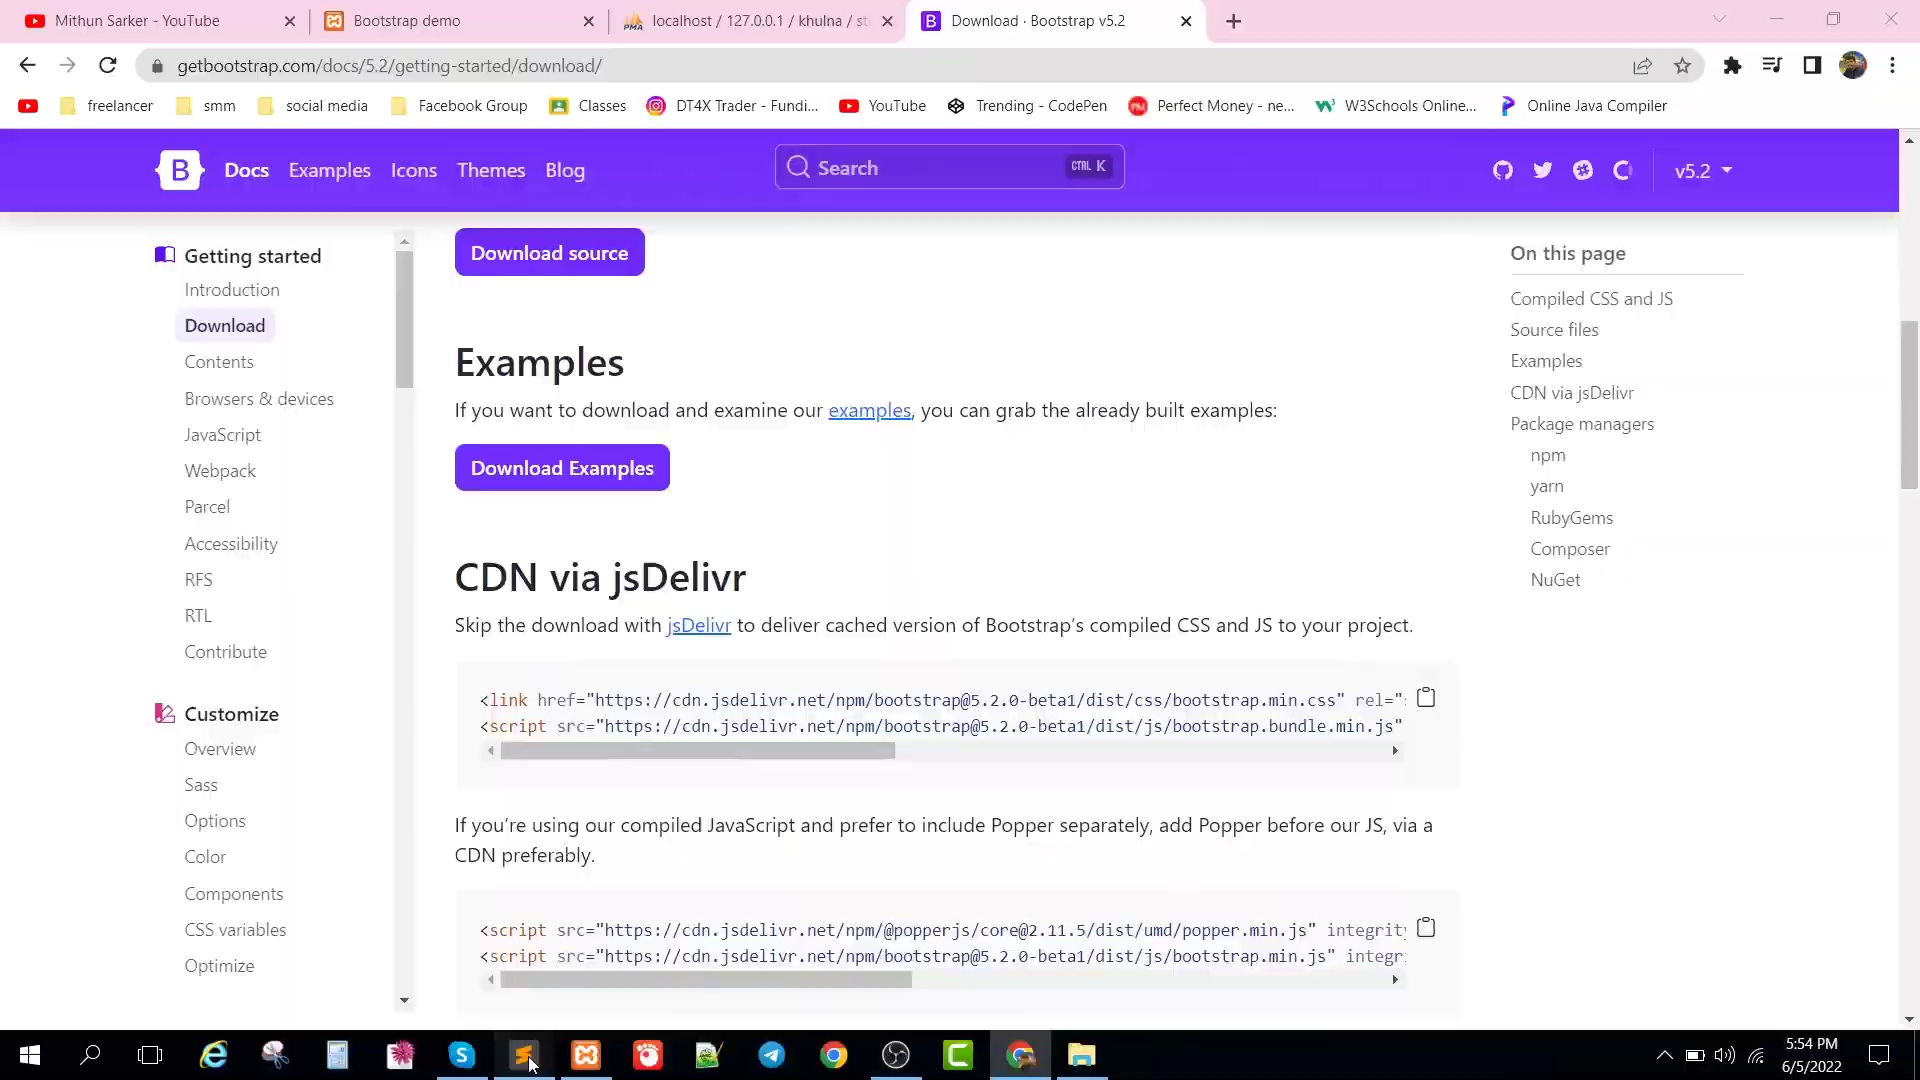 Mithun Sarker - YouTube
Bootstrap demo
localhost / 127.0.0.1 / khulna / st
Download · Bootstrap v5.2
getbootstrap.com/docs/5.2/getting-started/download/
freelancer
smm
social media
Facebook Group
Classes
DT4X Trader - Fundi...
YouTube
Trending - CodePen
Perfect Money - ne...
W3Schools Online...
Online Java Compiler
B
Docs
Examples
Icons
Themes
Blog
Search
CTRL K
v5.2
Getting started
Introduction
Download
Contents
Browsers & devices
JavaScript
Webpack
Parcel
Accessibility
RFS
RTL
Contribute
Customize
Overview
Sass
Options
Color
Components
CSS variables
Optimize
Download source
Examples
If you want to download and examine our examples, you can grab the already built examples:
Download Examples
CDN via jsDelivr
Skip the download with jsDelivr to deliver cached version of Bootstrap’s compiled CSS and JS to your project.
<link href="https://cdn.jsdelivr.net/npm/bootstrap@5.2.0-beta1/dist/css/bootstrap.min.css" rel="
<script src="https://cdn.jsdelivr.net/npm/bootstrap@5.2.0-beta1/dist/js/bootstrap.bundle.min.js"
If you’re using our compiled JavaScript and prefer to include Popper separately, add Popper before our JS, via a
CDN preferably.
<script src="https://cdn.jsdelivr.net/npm/@popperjs/core@2.11.5/dist/umd/popper.min.js" integrity
<script src="https://cdn.jsdelivr.net/npm/bootstrap@5.2.0-beta1/dist/js/bootstrap.min.js" integr
On this page
Compiled CSS and JS
Source files
Examples
CDN via jsDelivr
Package managers
npm
yarn
RubyGems
Composer
NuGet
5:54 PM
6/5/2022